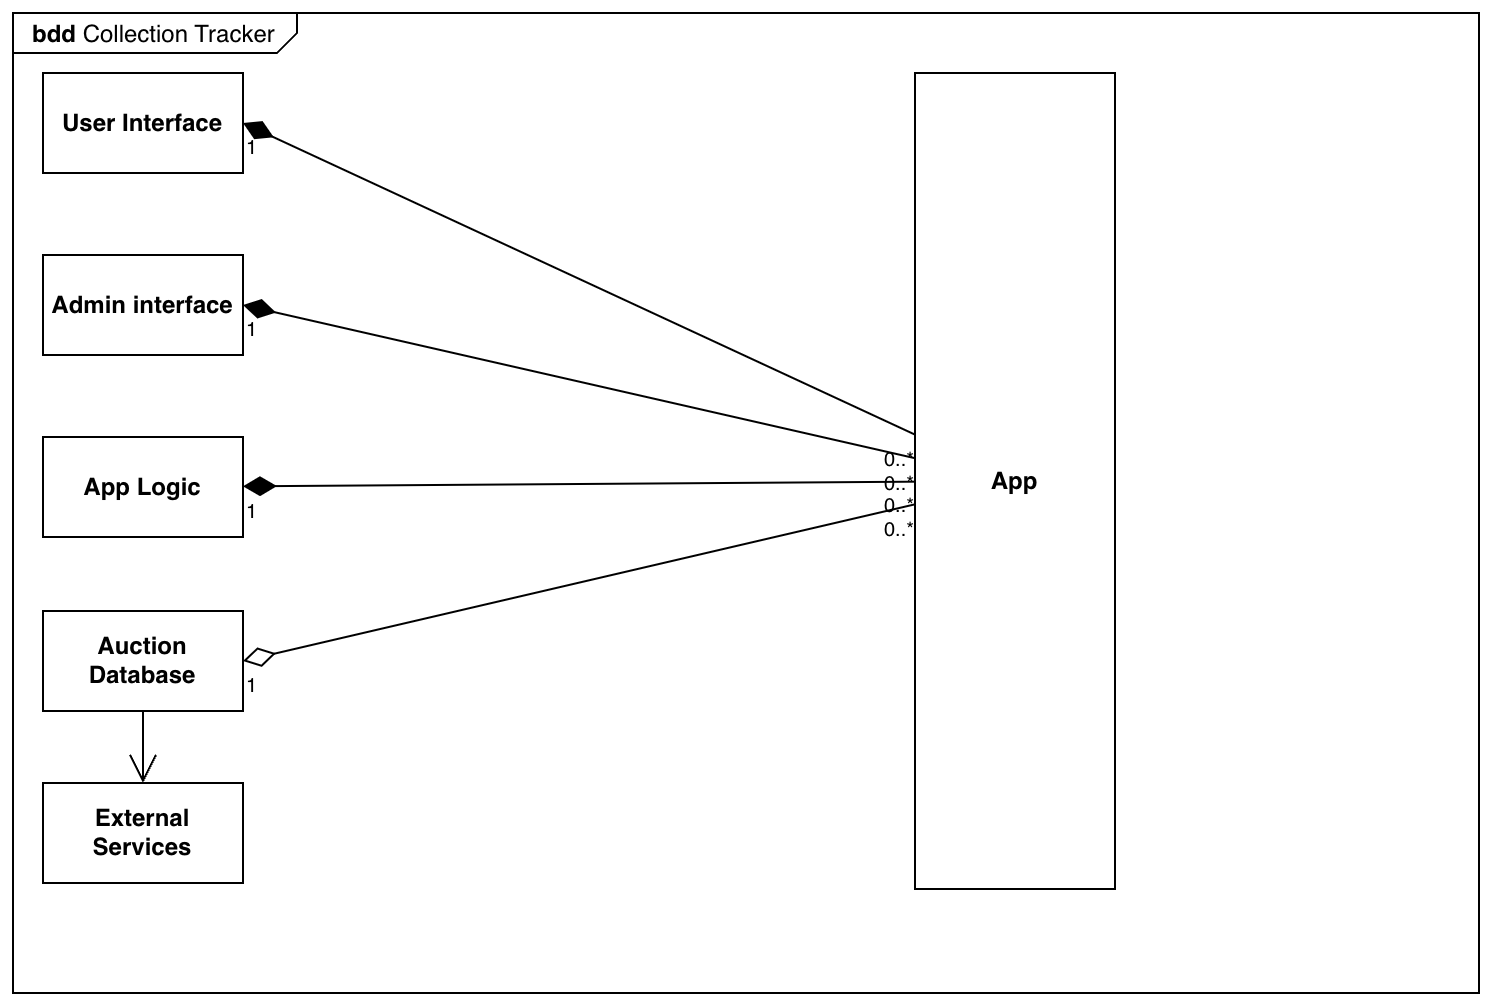 bdd Collection Tracker
User Interface
1
Admin interface
1
App Logic
1
Auction
Database
1
External
Services
0..*
0..*
0..*
0..*
App